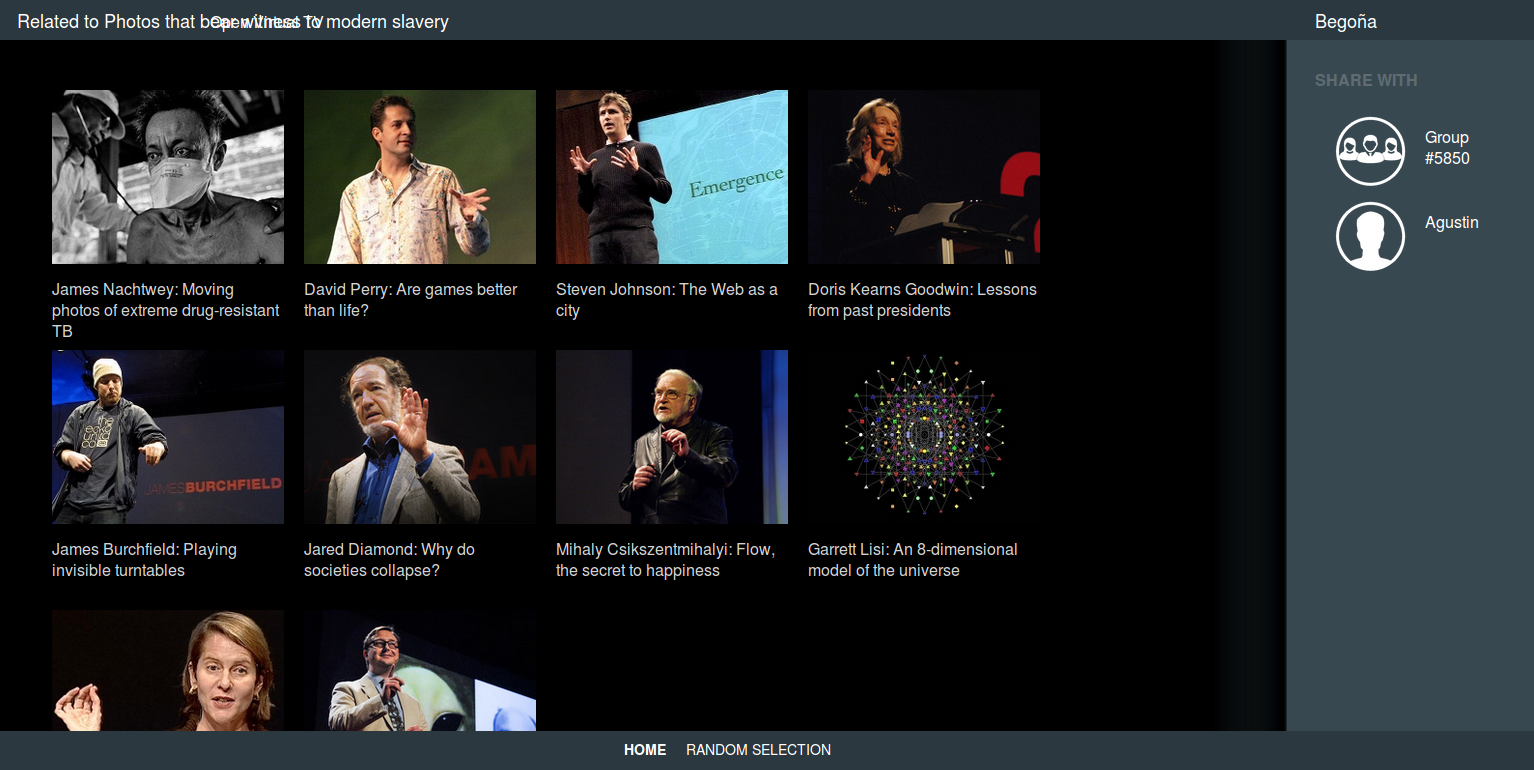 Related to Photos that bear witness to modern slavery
Open Virtual TV
Begoña
SHARE WITH
Group
#5850
Agustin
Emergence
James Nachtwey: Moving
photos of extreme drug-resistant
TB
David Perry: Are games better
than life?
Steven Johnson: The Web as a
city
Doris Kearns Goodwin: Lessons
from past presidents
the
JAMESBURCHFIELD
AM
James Burchfield: Playing
invisible turntables
Jared Diamond: Why do
societies collapse?
Mihaly Csikszentmihalyi: Flow,
the secret to happiness
Garrett Lisi: An 8-dimensional
model of the universe
HOME
RANDOM SELECTION